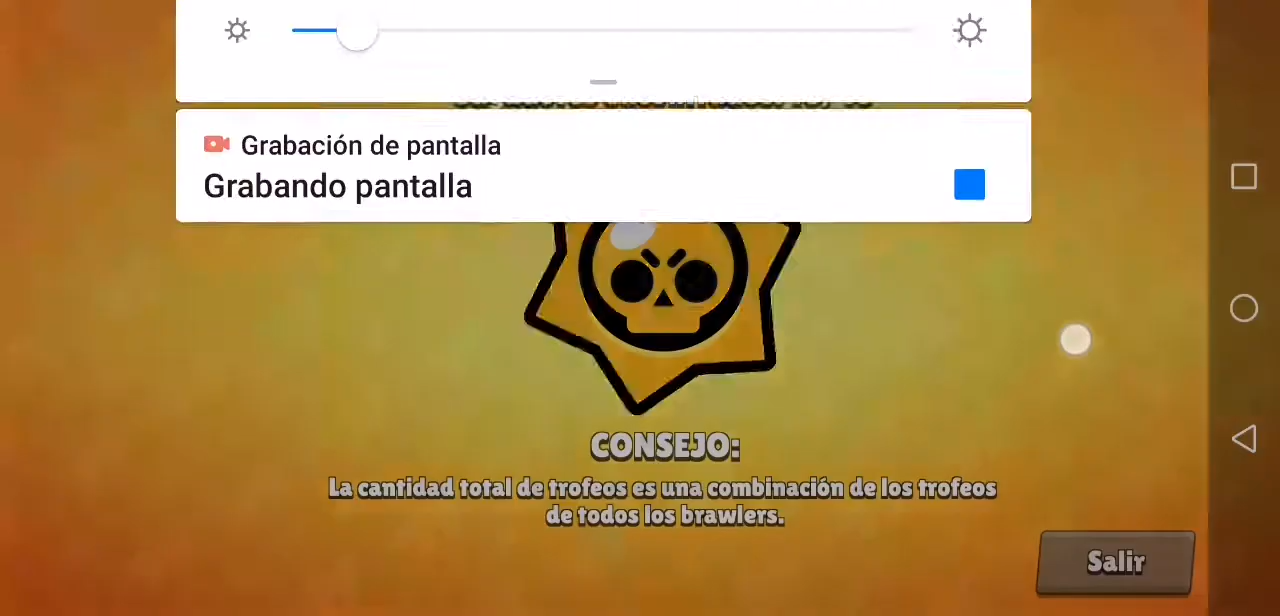 Grabación de pantalla
Grabando pantalla
CONSEJO:
La cantidad total de trofeos es una combinación de los trofeos
de todos los brawlers.
Salir